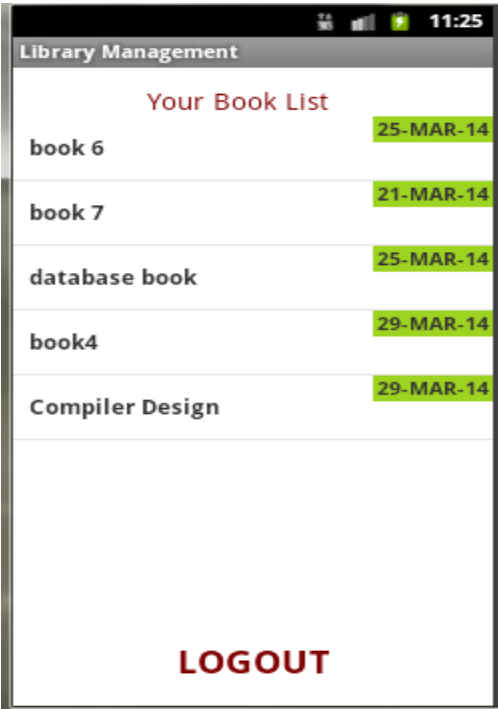 11:25
Library Management
Your Book List
25-MAR-14
book 6
21-MAR-14
book 7
25-MAR-14
database book
29-MAR-14
book4
29-MAR-14
Compiler Design
LOGOUT